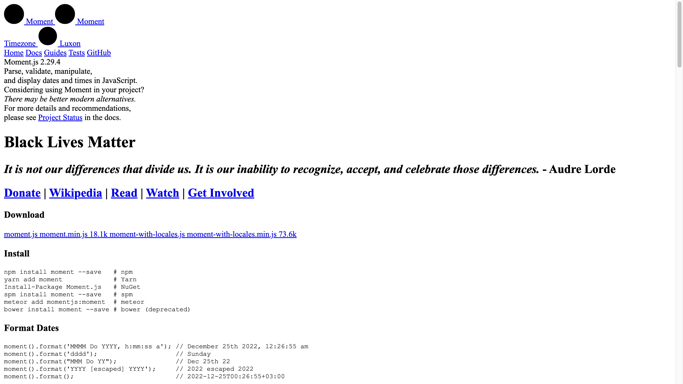 Moment Moment
Timezone Luxon
Home Docs Guides Tests GitHub
Moment.js 2.29.4
Parse, validate, manipulate,
and display dates and times in JavaScript.
Considering using Moment in your project?
There may be better modern alternatives.
For more details and recommendations,
please see Project Status in the docs.
Black Lives Matter
It is not our differences that divide us. It is our inability to recognize, accept, and celebrate those differences. - Audre Lorde
Donate | Wikipedia | Read | Watch | Get Involved
Download
moment.js moment.min.js 18.1k moment-with-locales.js moment-with-locales.min.js 73.6k
Install
npm install moment --save   # npm
yarn add moment             # Yarn
Install-Package Moment.js   # NuGet
spm install moment --save   # spm
meteor add momentjs:moment  # meteor
bower install moment --save # bower (deprecated)
Format Dates
moment().format('MMMM Do YYYY, h:mm:ss a'); // December 25th 2022, 12:26:55 am
moment().format('dddd');                    // Sunday
moment().format("MMM Do YY");               // Dec 25th 22
moment().format('YYYY [escaped] YYYY');     // 2022 escaped 2022
moment().format();                          // 2022-12-25T00:26:55+03:00